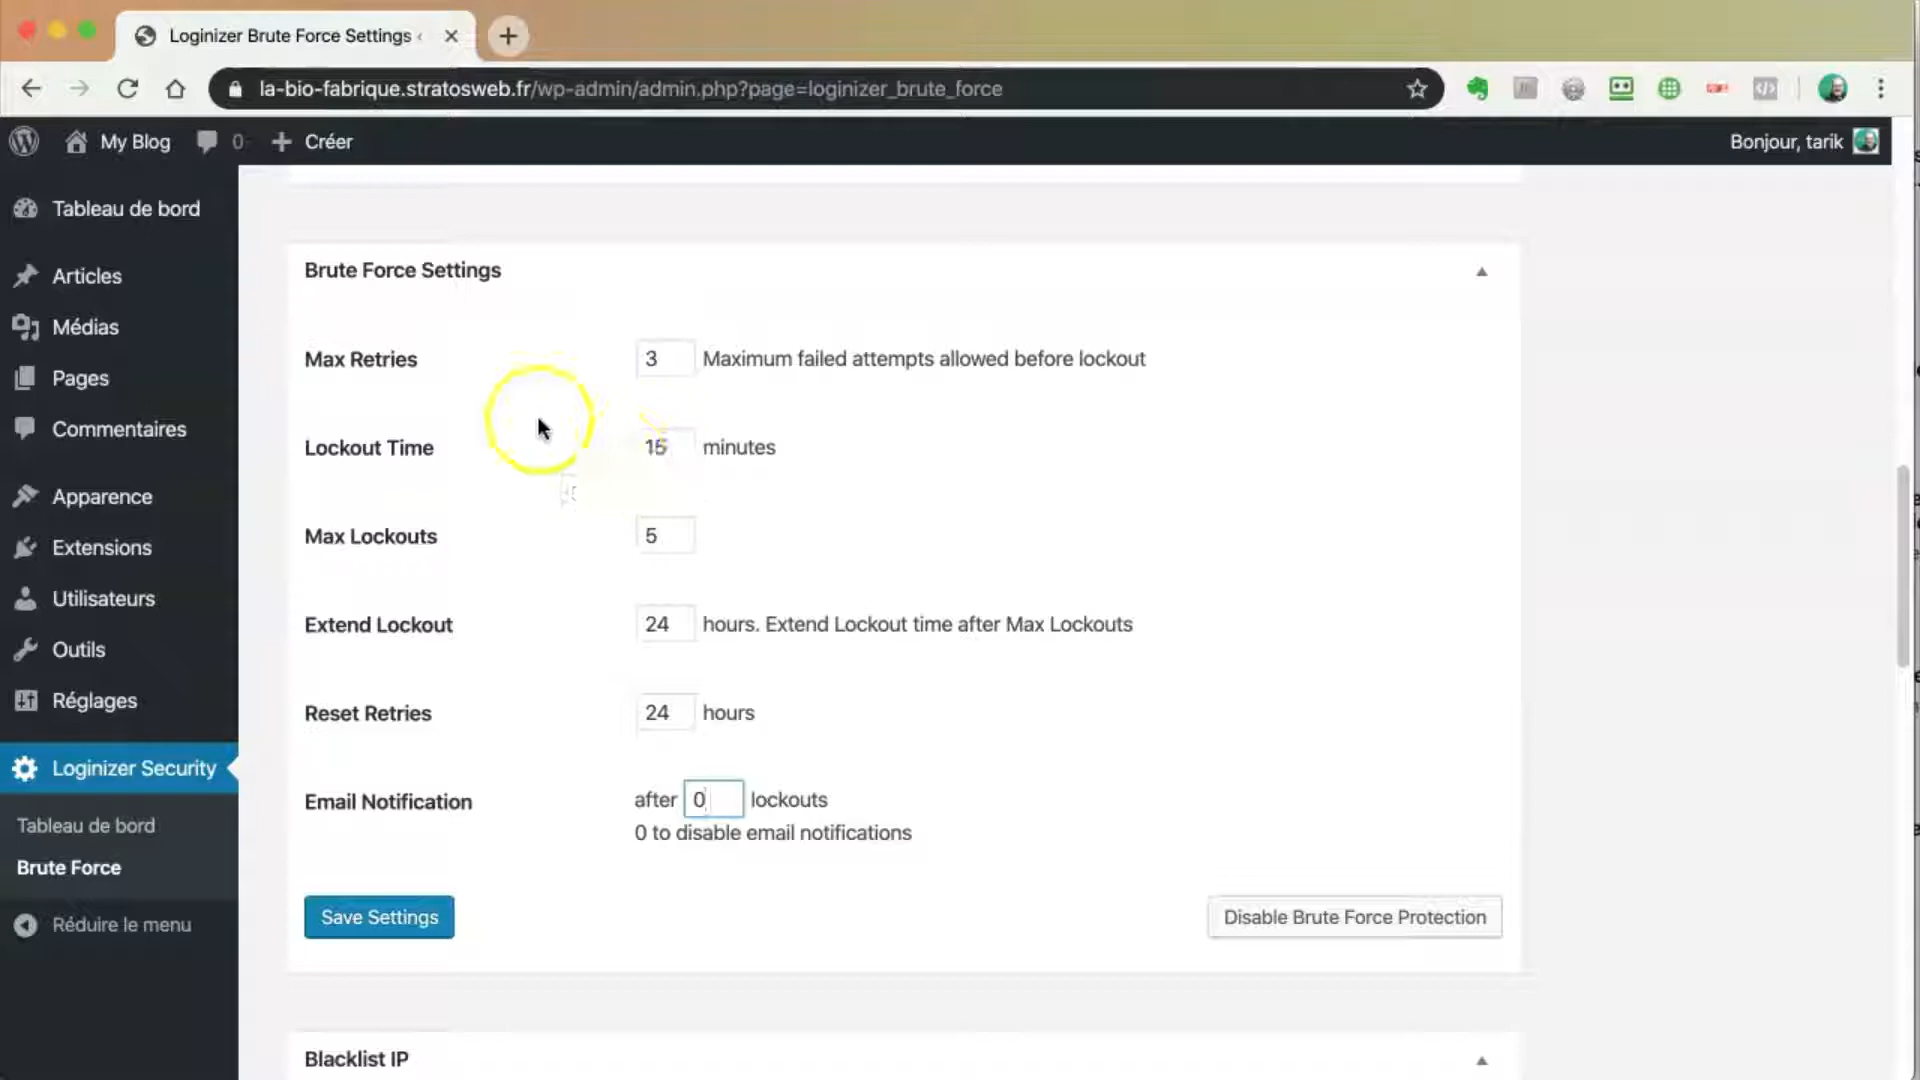 Loginizer Brute Force Settings
la-bio-fabrique.stratosweb.fr/wp-admin/admin.php?page=loginizer_brute_force
My Blog 0 Créer
Bonjour, tarik
Tableau de bord
Articles
Médias
Pages
Commentaires
Apparence
Extensions
Utilisateurs
Outils
Réglages
Loginizer Security
Tableau de bord
Brute Force
Réduire le menu
Brute Force Settings
Max Retries 3 Maximum failed attempts allowed before lockout
Lockout Time 15 minutes
Max Lockouts 5
Extend Lockout 24 hours. Extend Lockout time after Max Lockouts
Reset Retries 24 hours
Email Notification after 0 lockouts
0 to disable email notifications
Save Settings Disable Brute Force Protection
Blacklist IP